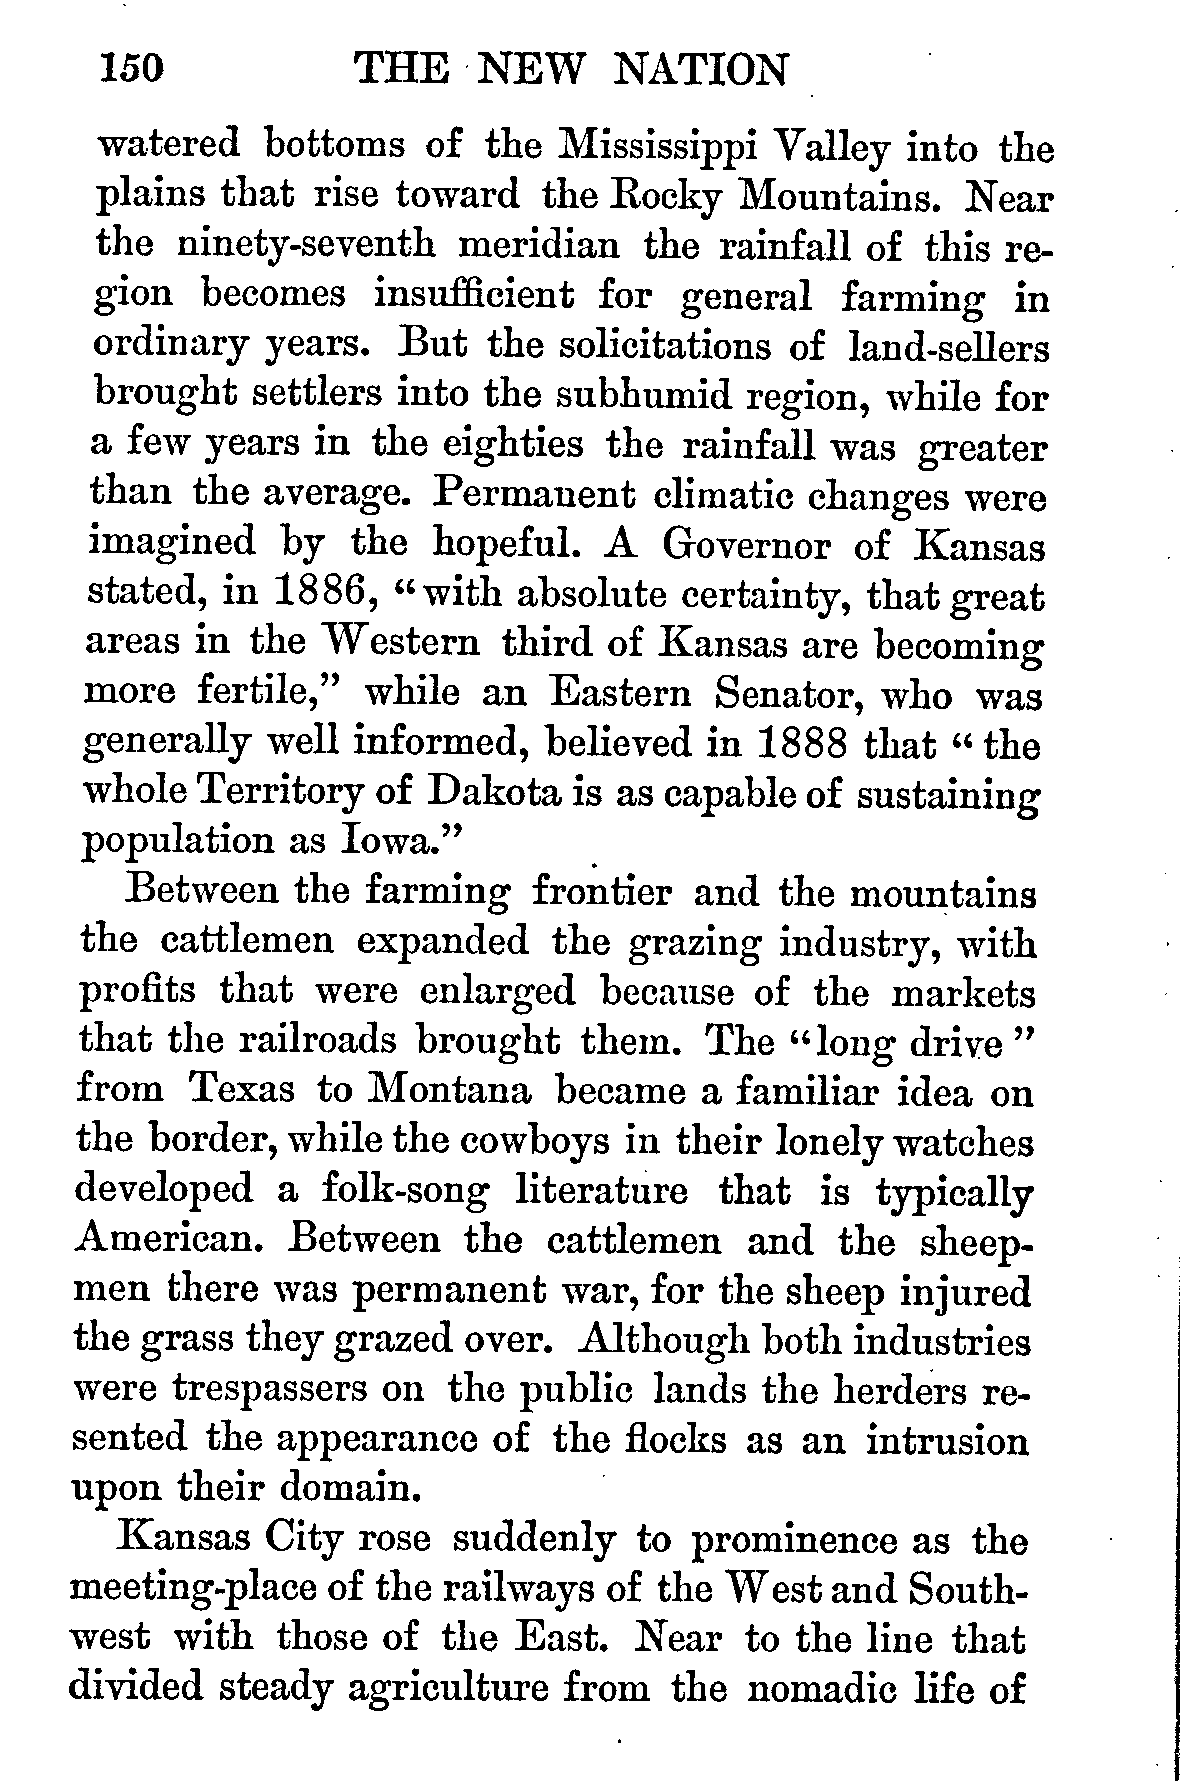 150 THE NEW NATION
watered bottoms of the Mississippi Valley into the
plains that rise toward the Rocky Mountains. Near
the ninety-seventh meridian the rainfall of this re-
gion becomes insufficient for general farming in
ordinary years. But the solicitations of land-sellers
brought settlers into the subhumid region, while for
a few years in the eighties the rainfall was greater
than the average. Permanent climatic changes were
imagined by the hopeful. A Governor of Kansas
stated, in 1886, “with absolute certainty, that great
areas in the Western third of Kansas are becoming
more fertile,” while an Eastern Senator, who was
generally well informed, believed in 1888 that “the
whole Territory of Dakota is as capable of sustaining
population as Iowa.”
Between the farming frontier and the mountains
the cattlemen expanded the grazing industry, with
profits that were enlarged because of the markets
that the railroads brought them. The “long drive”
from Texas to Montana became a familiar idea on
the border, while the cowboys in their lonely watches
developed a folk-song literature that is typically
American. Between the cattlemen and the sheep-
men there was permanent war, for the sheep injured
the grass they grazed over. Although both industries
were trespassers on the public lands the herders re-
sented the appearance of the flocks as an intrusion
upon their domain.
Kansas City rose suddenly to prominence as the
meeting-place of the railways of the West and South-
west with those of the East. Near to the line that
divided steady agriculture from the nomadic life of